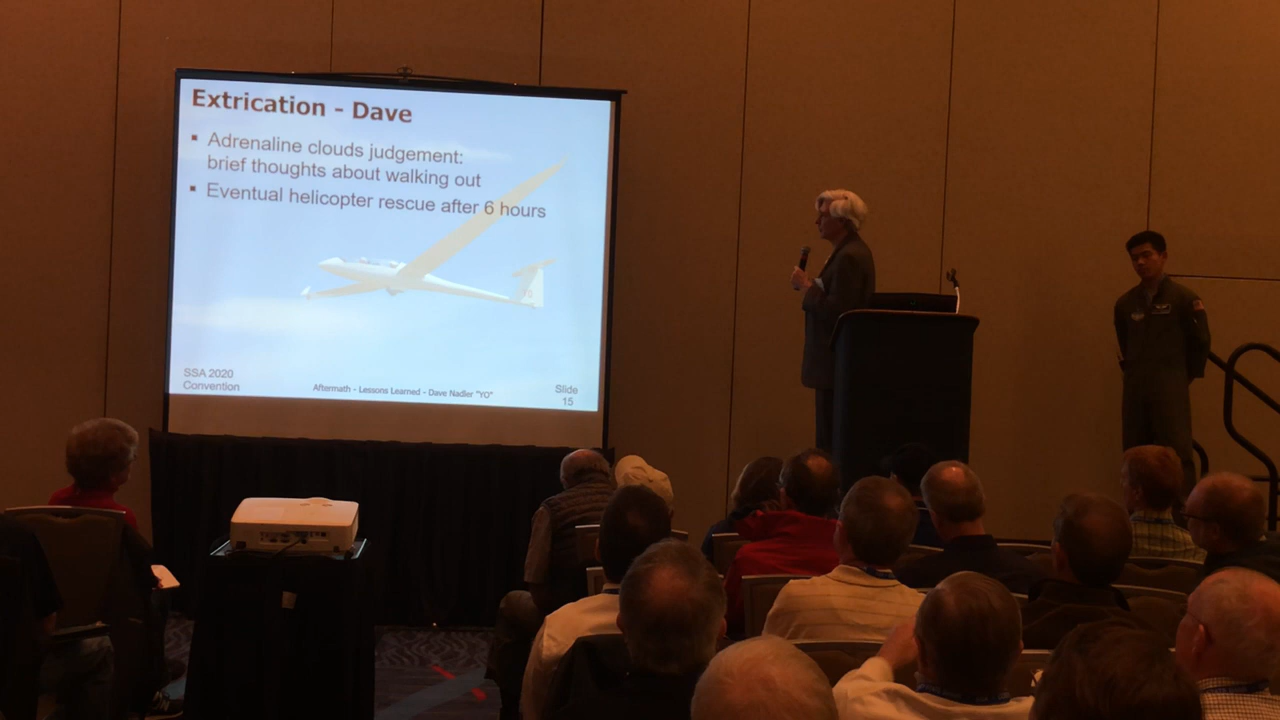 Extrication - Dave
▪ Adrenaline clouds judgement:
brief thoughts about walking out
▪ Eventual helicopter rescue after 6 hours
SSA 2020
Convention
Aftermath - Lessons Learned - Dave Nadler "YO"
Slide
15